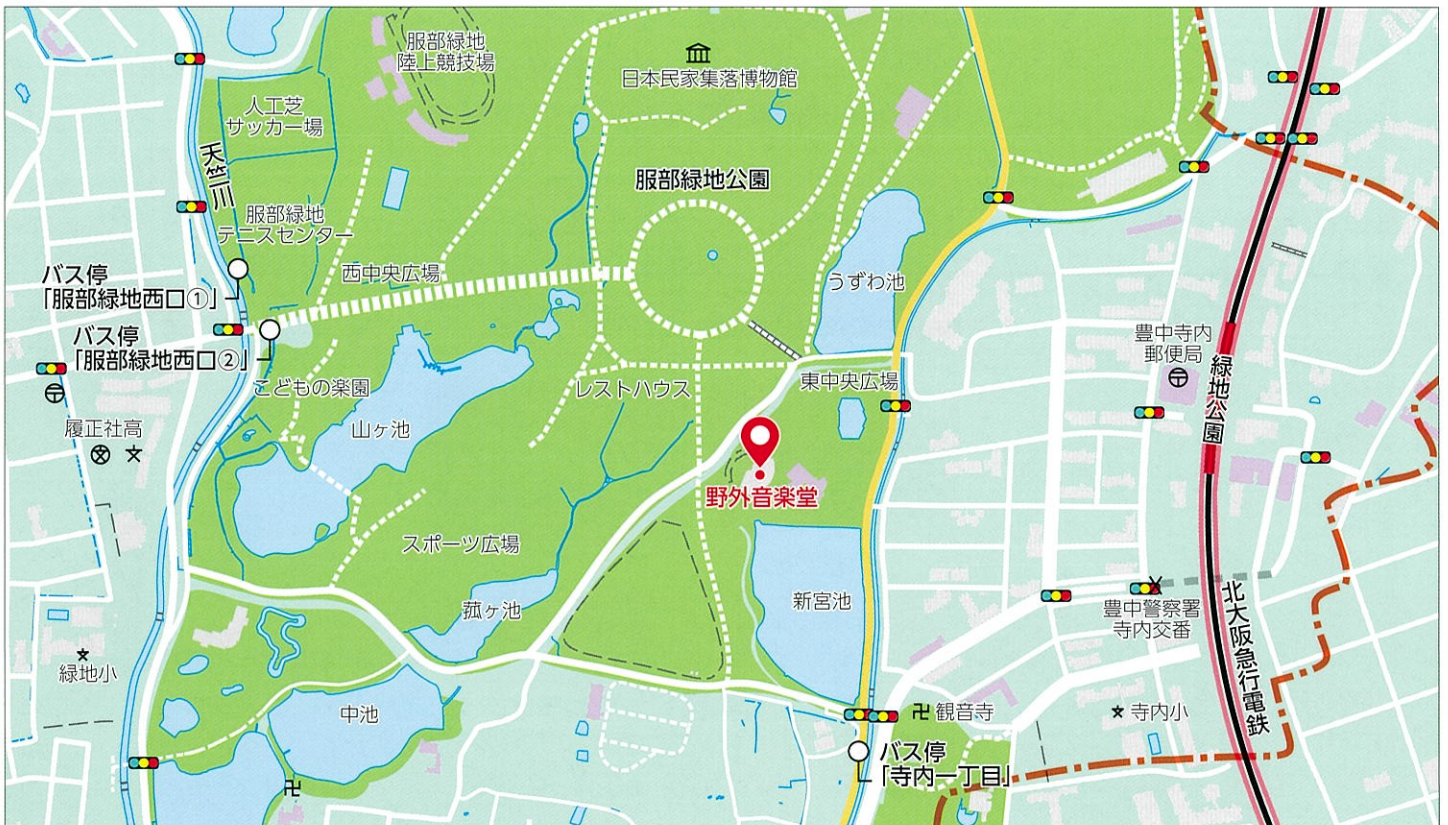 服部緑地
陸上競技場
日本民家集落博物館
人工芝
サッカー場
天竺川
服部緑地公園
服部緑地
テニスセンター
西中央広場
バス停
「服部緑地西口①」
うずわ池
バス停
「服部緑地西口②」
豊中寺内
郵便局
緑地公園
こどもの楽園
レストハウス
東中央広場
履正社高
山ヶ池
野外音楽堂
スポーツ広場
菰ヶ池
新宮池
豊中警察署
寺内交番
北大阪急行電鉄
緑地小
中池
観音寺
寺内小
バス停
「寺内一丁目」